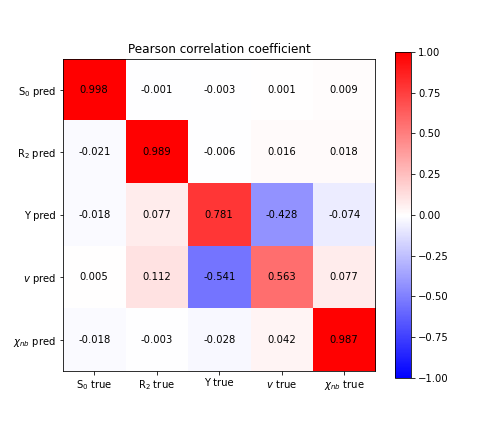 Pearson correlation coefficient
S₀ pred 0.998 -0.001 -0.003 0.001 0.009
R₂ pred -0.021 0.989 -0.006 0.016 0.018
Y pred -0.018 0.077 0.781 -0.428 -0.074
v pred 0.005 0.112 -0.541 0.563 0.077
χnb pred -0.018 -0.003 -0.028 0.042 0.987
S₀ true R₂ true Y true v true χnb true
1.00
0.75
0.50
0.25
0.00
−0.25
−0.50
−0.75
−1.00